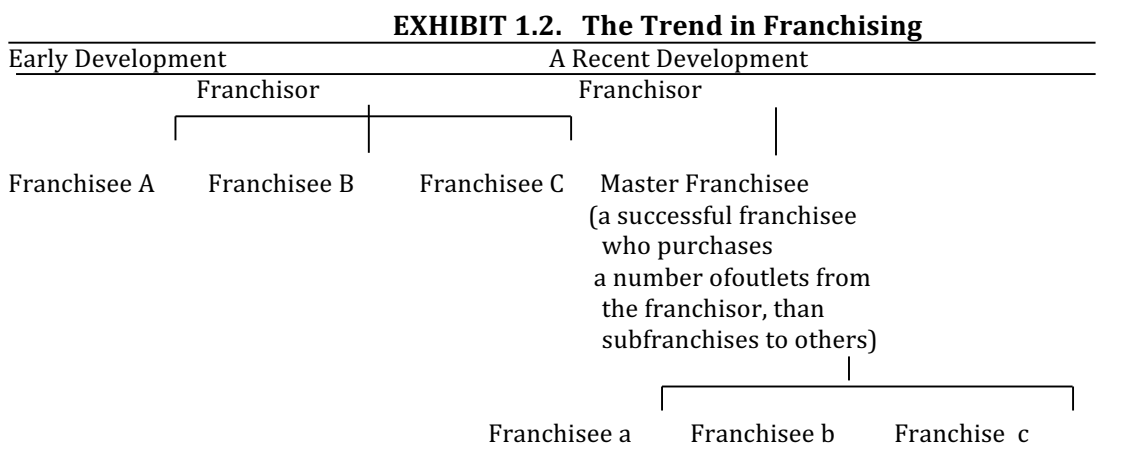 EXHIBIT 1.2. The Trend in Franchising
Early Development A Recent Development
Franchisor Franchisor
Franchisee A Franchisee B Franchisee C Master Franchisee
(a successful franchisee
who purchases
a number ofoutlets from
the franchisor, than
subfranchises to others)
Franchisee a Franchisee b Franchise c